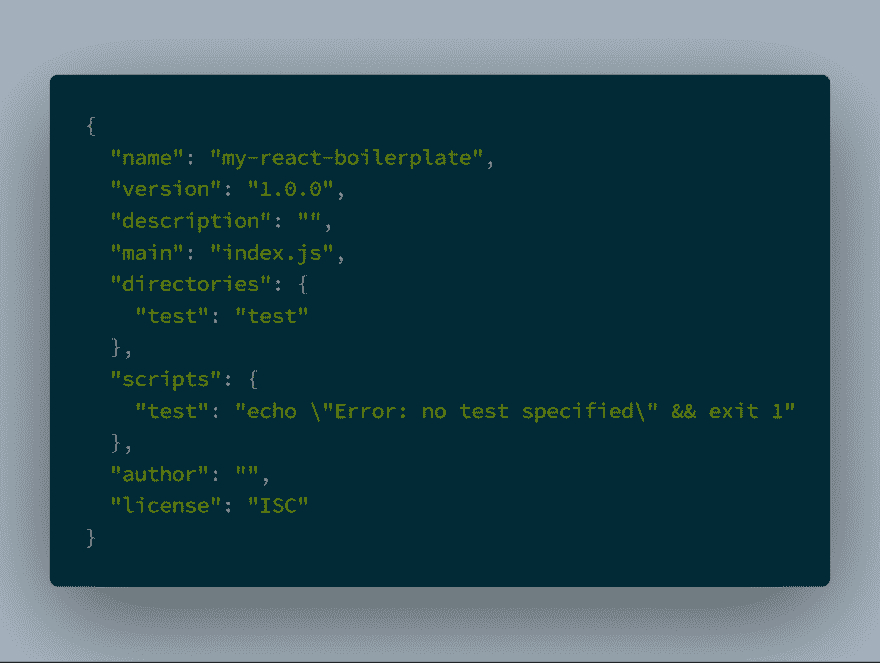 {
  "name": "my-react-boilerplate",
  "version": "1.0.0",
  "description": "",
  "main": "index.js",
  "directories": {
    "test": "test"
  },
  "scripts": {
    "test": "echo \"Error: no test specified\" && exit 1"
  },
  "author": "",
  "license": "ISC"
}